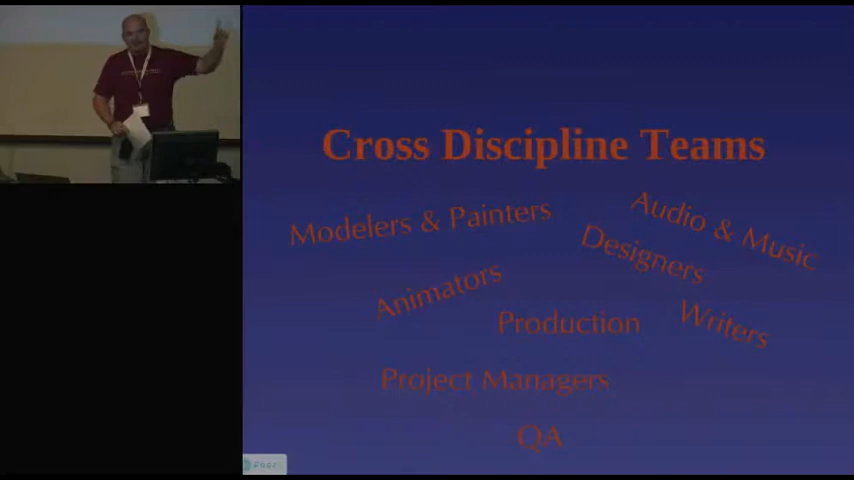 Cross Discipline Teams
Modelers & Painters
Audio & Music
Designers
Animators
Production
Writers
Project Managers
QA